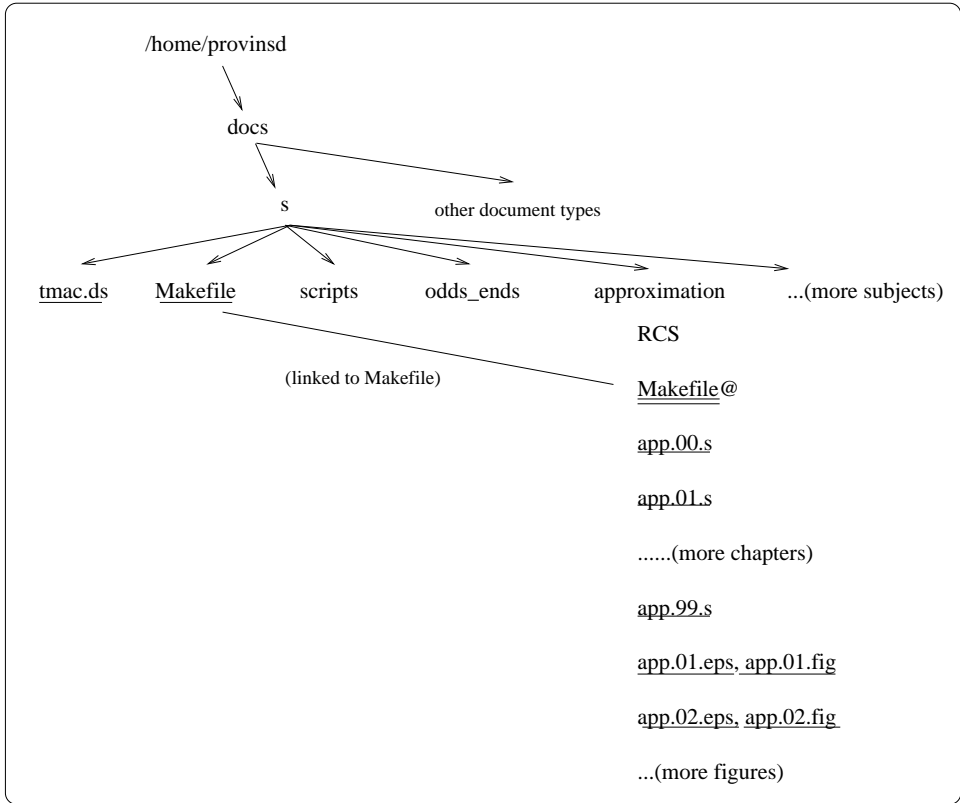 /home/provinsd
docs
s
other document types
tmac.ds Makefile scripts odds_ends approximation ...(more subjects)
RCS
(linked to Makefile)
Makefile@
app.00.s
app.01.s
......(more chapters)
app.99.s
app.01.eps, app.01.fig
app.02.eps, app.02.fig
...(more figures)